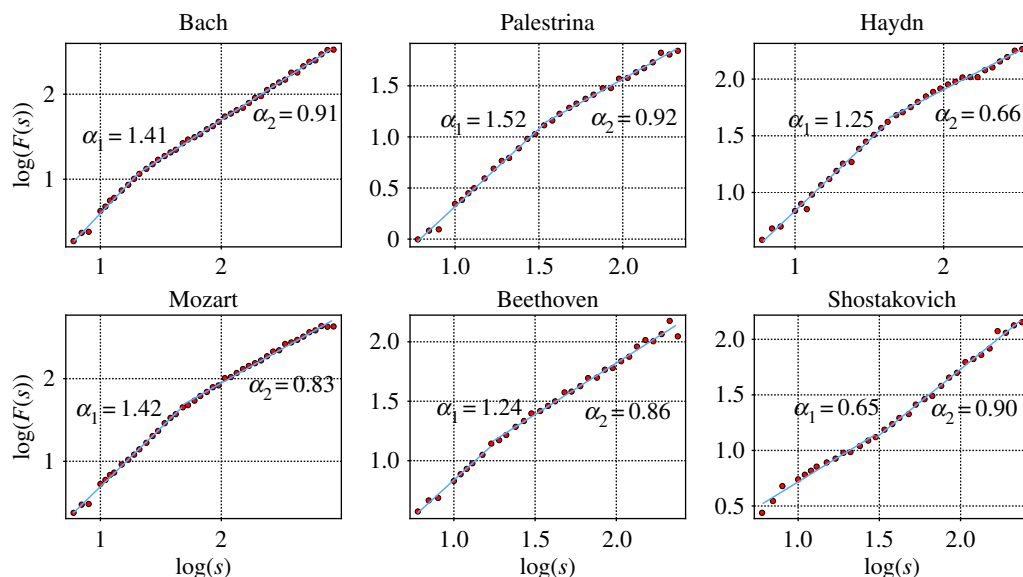 Bach
Palestrina
Haydn
log(F(s))
2
1
α1 = 1.41
α2 = 0.91
1
2
1.5
1.0
0.5
0
α1 = 1.52
α2 = 0.92
1.0
1.5
2.0
2.0
1.5
1.0
α1 = 1.25
α2 = 0.66
1
2
Mozart
Beethoven
Shostakovich
log(F(s))
2
1
α1 = 1.42
α2 = 0.83
1
2
log(s)
2.0
1.5
1.0
α1 = 1.24
α2 = 0.86
1.0
1.5
2.0
log(s)
2.0
1.5
1.0
0.5
α1 = 0.65
α2 = 0.90
1.0
1.5
2.0
log(s)